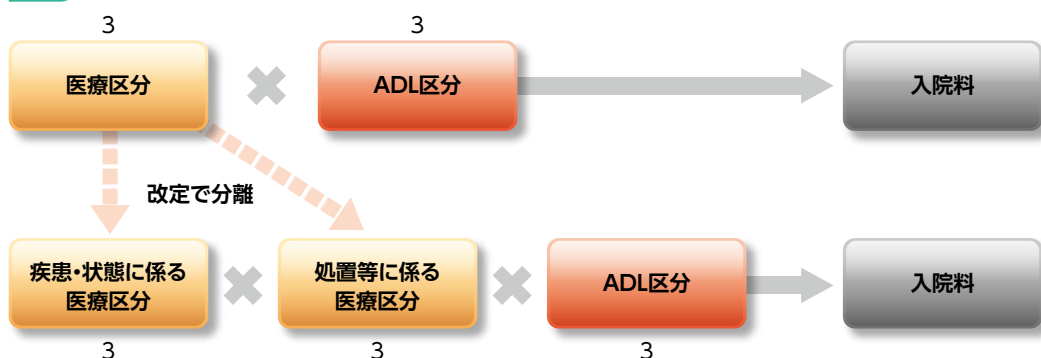 3
3
医療区分
ADL区分
入院料
改定で分離
疾患・状態に係る
医療区分
処置等に係る
医療区分
ADL区分
入院料
3
3
3